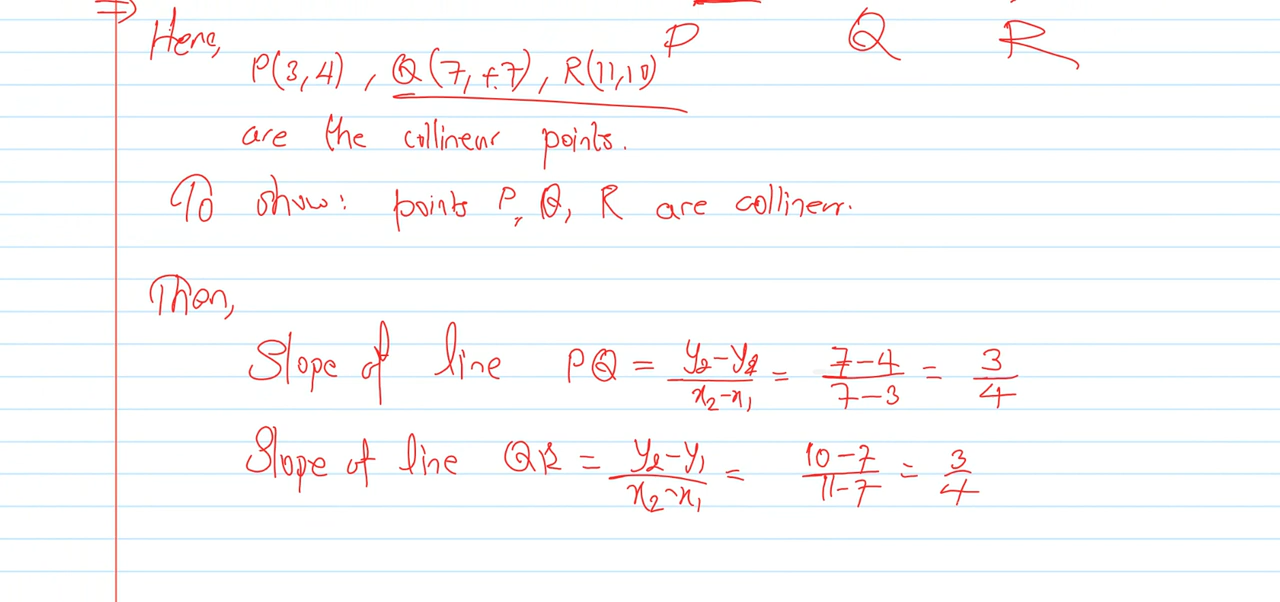 ⇒ Here, P Q R
P(3,4), Q(7,+7), R(11,10)
are the collinear points.
To show: points P, Q, R are collinear.
Then,
Slope of line PQ = y₂-y₂/x₂-x₁ = 7-4/7-3 = 3/4
Slope of line QR = y₂-y₁/x₂-x₁ = 10-7/11-7 = 3/4